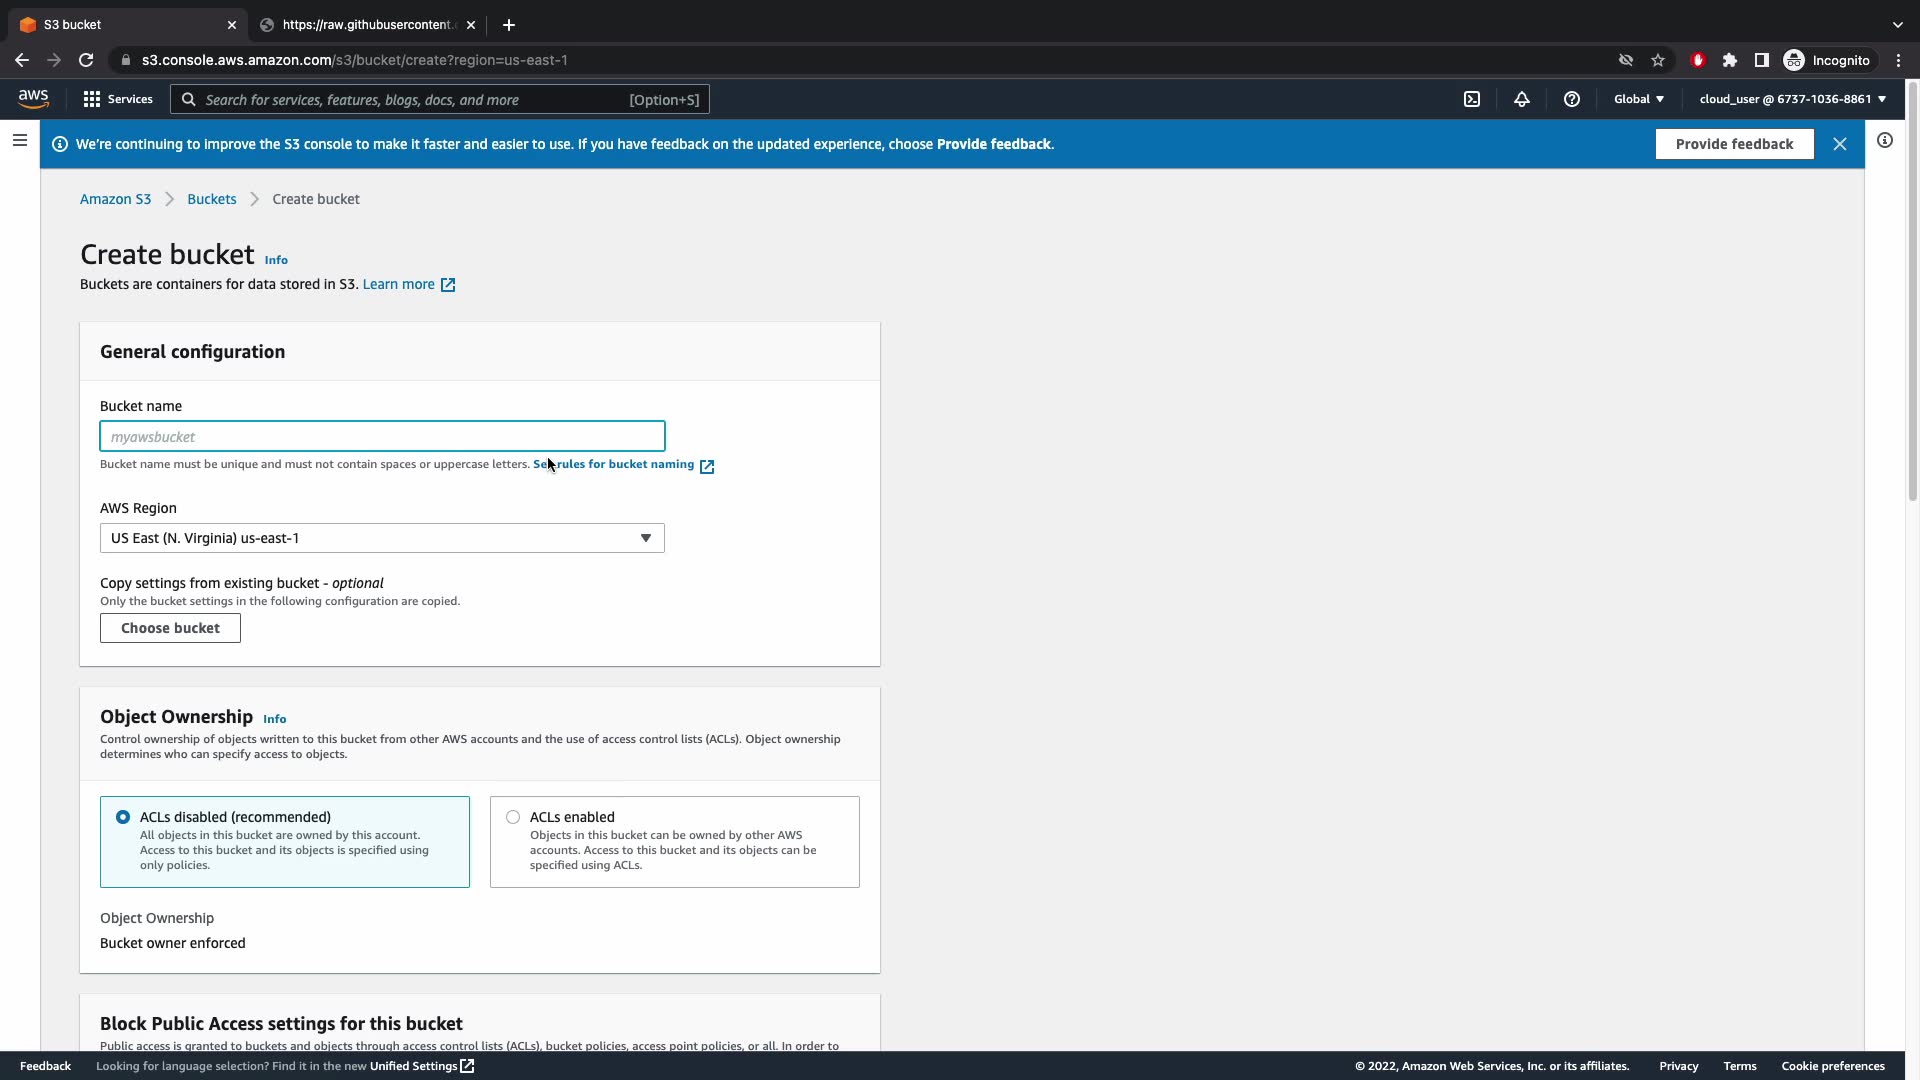 S3 bucket
https://raw.githubusercontent.c
s3.console.aws.amazon.com/s3/bucket/create?region=us-east-1
Incognito
aws
Services
Search for services, features, blogs, docs, and more
[Option+S]
Global
cloud_user @ 6737-1036-8861
We're continuing to improve the S3 console to make it faster and easier to use. If you have feedback on the updated experience, choose Provide feedback.
Provide feedback
Amazon S3
Buckets
Create bucket
Create bucket Info
Buckets are containers for data stored in S3. Learn more
General configuration
Bucket name
myawsbucket
Bucket name must be unique and must not contain spaces or uppercase letters. See rules for bucket naming
AWS Region
US East (N. Virginia) us-east-1
Copy settings from existing bucket - optional
Only the bucket settings in the following configuration are copied.
Choose bucket
Object Ownership Info
Control ownership of objects written to this bucket from other AWS accounts and the use of access control lists (ACLs). Object ownership
determines who can specify access to objects.
ACLs disabled (recommended)
All objects in this bucket are owned by this account.
Access to this bucket and its objects is specified using
only policies.
ACLs enabled
Objects in this bucket can be owned by other AWS
accounts. Access to this bucket and its objects can be
specified using ACLs.
Object Ownership
Bucket owner enforced
Block Public Access settings for this bucket
Public access is granted to buckets and objects through access control lists (ACLs), bucket policies, access point policies, or all. In order to
Feedback
Looking for language selection? Find it in the new Unified Settings
© 2022, Amazon Web Services, Inc. or its affiliates.
Privacy
Terms
Cookie preferences